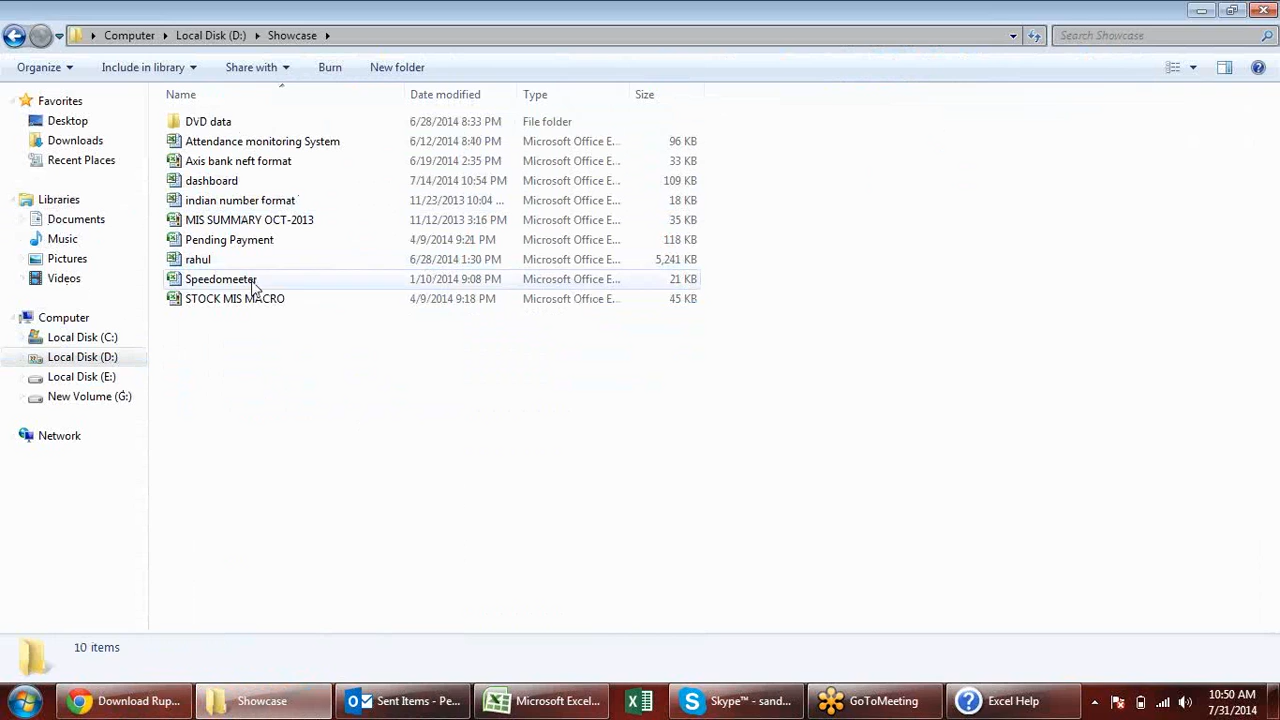 Computer Local Disk (D:) Showcase
Search Showcase
Organize Include in library Share with Burn New folder
Name Date modified Type Size
Favorites
Desktop
Downloads
Recent Places
Libraries
Documents
Music
Pictures
Videos
Computer
Local Disk (C:)
Local Disk (D:)
Local Disk (E:)
New Volume (G:)
Network
DVD data 6/28/2014 8:33 PM File folder
Attendance monitoring System 6/12/2014 8:40 PM Microsoft Office E... 96 KB
Axis bank neft format 6/19/2014 2:35 PM Microsoft Office E... 33 KB
dashboard 7/14/2014 10:54 PM Microsoft Office E... 109 KB
indian number format 11/23/2013 10:04 ... Microsoft Office E... 18 KB
MIS SUMMARY OCT-2013 11/12/2013 3:16 PM Microsoft Office E... 35 KB
Pending Payment 4/9/2014 9:21 PM Microsoft Office E... 118 KB
rahul 6/28/2014 1:30 PM Microsoft Office E... 5,241 KB
Speedomeeter 1/10/2014 9:08 PM Microsoft Office E... 21 KB
STOCK MIS MACRO 4/9/2014 9:18 PM Microsoft Office E... 45 KB
10 items
Download Rup... Showcase Sent Items - Pe... Microsoft Exce... Skype™ - sand... GoToMeeting Excel Help
10:50 AM
7/31/2014